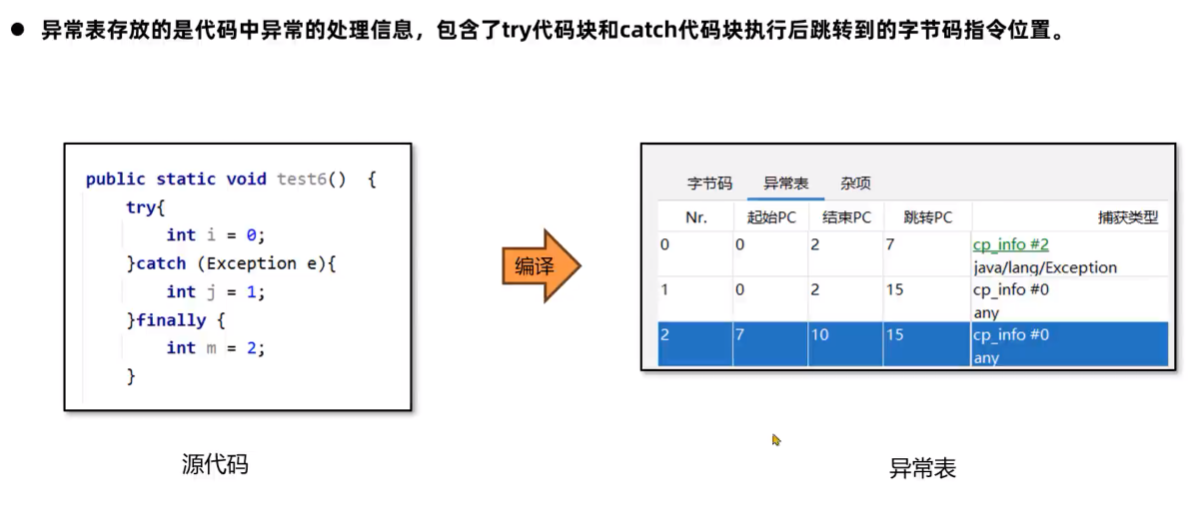 ● 异常表存放的是代码中异常的处理信息，包含了try代码块和catch代码块执行后跳转到的字节码指令位置。
public static void test6() {
try{
int i = 0;
}catch (Exception e){
int j = 1;
}finally {
int m = 2;
}
源代码
编译
字节码 异常表 杂项
Nr. 起始PC 结束PC 跳转PC 捕获类型
0 0 2 7 cp_info #2
java/lang/Exception
1 0 2 15 cp_info #0
any
2 7 10 15 cp_info #0
any
异常表